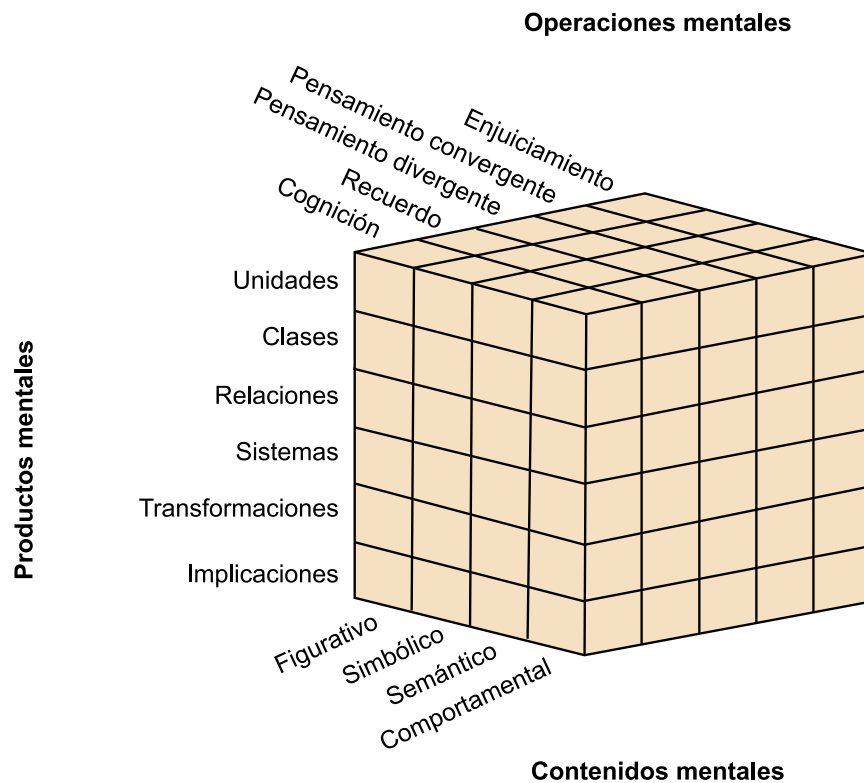 Operaciones mentales
Enjuiciamiento
Pensamiento convergente
Pensamiento divergente
Recuerdo
Cognición
Productos mentales
Unidades
Clases
Relaciones
Sistemas
Transformaciones
Implicaciones
Figurativo
Simbólico
Semántico
Comportamental
Contenidos mentales